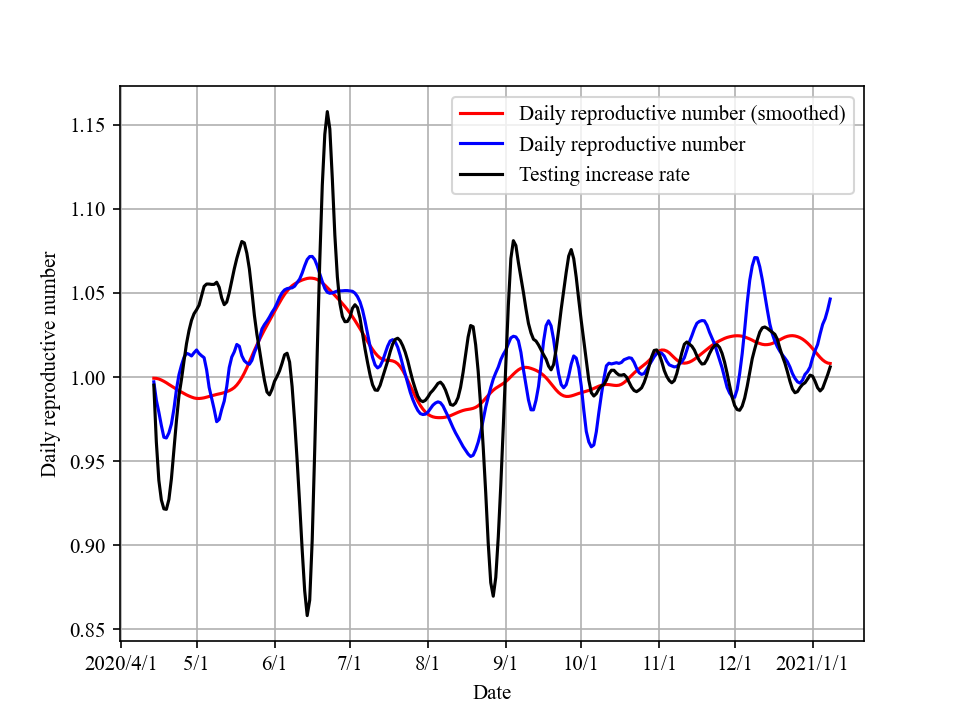 Daily reproductive number (smoothed)
Daily reproductive number
Testing increase rate
Daily reproductive number
1.15
1.10
1.05
1.00
0.95
0.90
0.85
2020/4/1 5/1 6/1 7/1 8/1 9/1 10/1 11/1 12/1 2021/1/1
Date